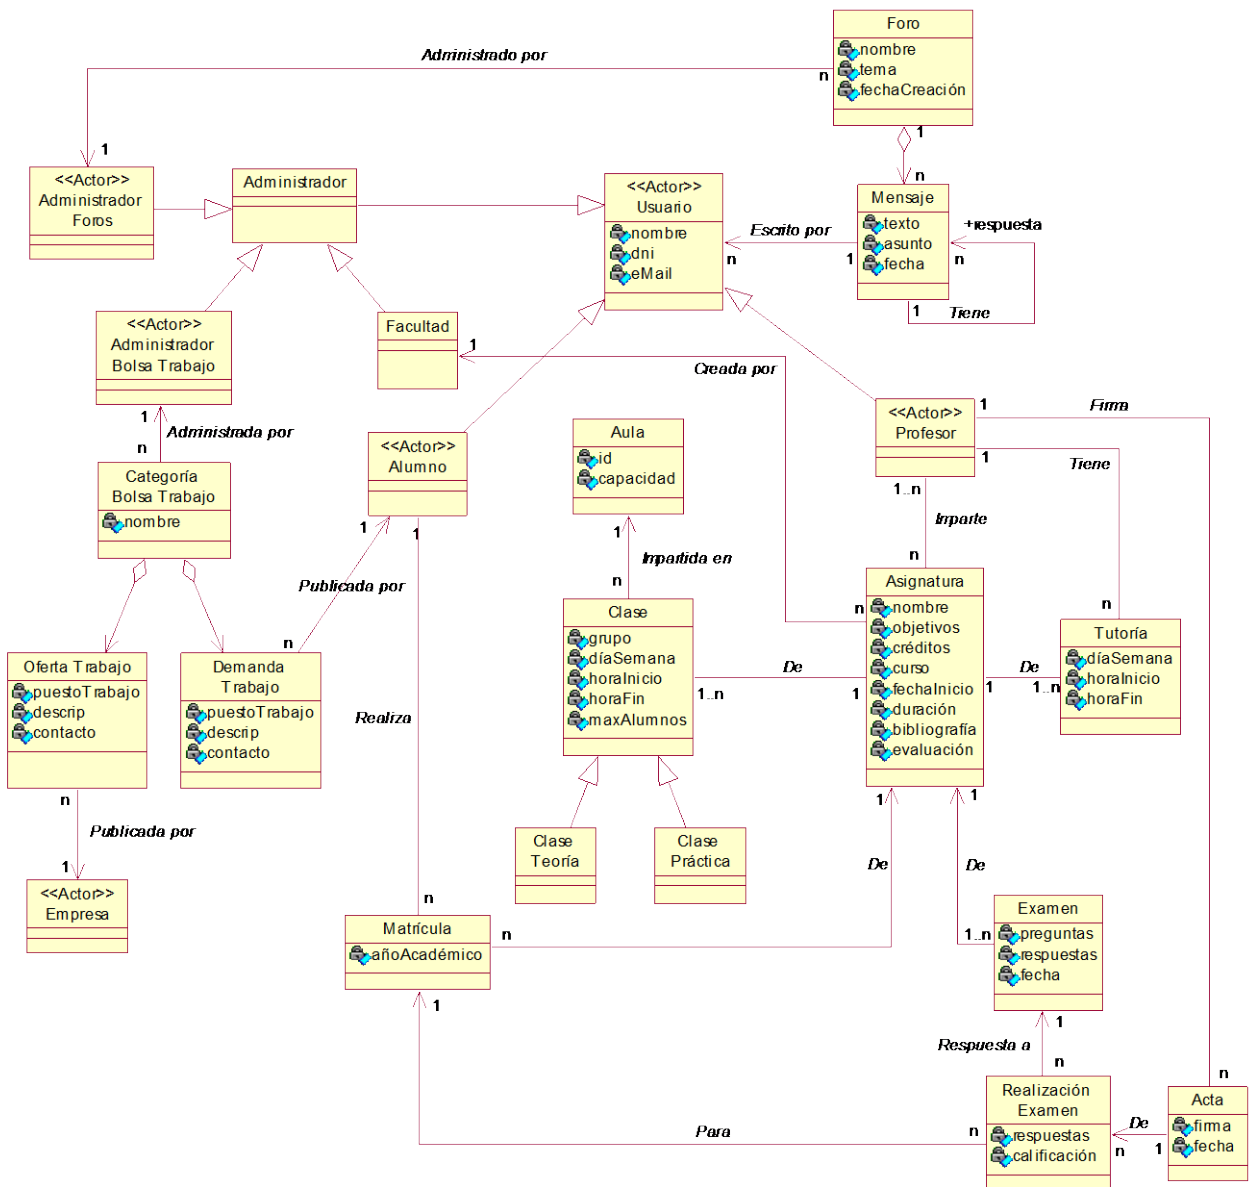 Foro
nombre
tema
fechaCreación
Administrado por
n
1
1
n
<<Actor>>
Administrador
Foros
Administrador
<<Actor>>
Usuario
nombre
dni
eMail
Mensaje
texto
asunto
fecha
Escrito por
n
1
+respuesta
n
1
Tiene
<<Actor>>
Administrador
Bolsa Trabajo
Facultad
1
Creada por
n
1
Administrada por
n
Categoría
Bolsa Trabajo
nombre
<<Actor>>
Alumno
Aula
id
capacidad
<<Actor>>
Profesor
1
Firma
1
Tiene
1..n
Imparte
n
1
1
Publicada por
n
1
Impartida en
n
Clase
grupo
díaSemana
horaInicio
horaFin
maxAlumnos
De
1..n
1
Asignatura
nombre
objetivos
créditos
curso
fechaInicio
duración
bibliografía
evaluación
n
Tutoría
díaSemana
horaInicio
horaFin
De
1
1..n
Oferta Trabajo
puestoTrabajo
descrip
contacto
Demanda
Trabajo
puestoTrabajo
descrip
contacto
Realiza
n
Publicada por
1
<<Actor>>
Empresa
Clase
Teoría
Clase
Práctica
1
De
1
De
n
Matrícula
añoAcadémico
n
1
1..n
Examen
preguntas
respuestas
fecha
1
Respuesta a
n
Realización
Examen
respuestas
calificación
Para
n
n
Acta
firma
fecha
De
n
1